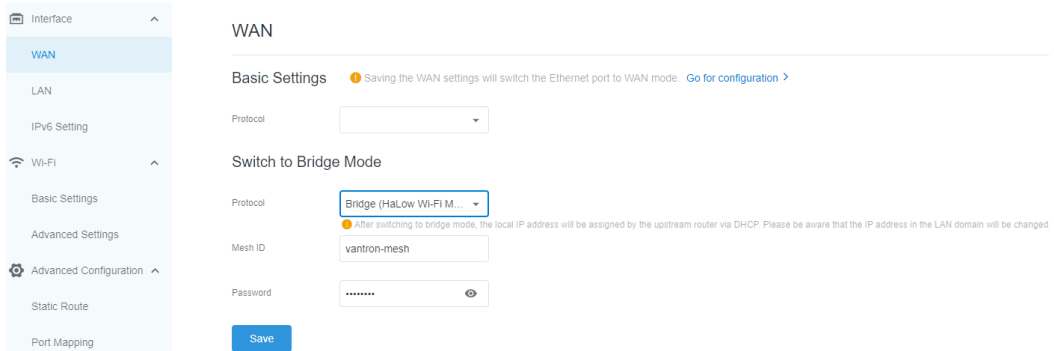 Interface
WAN
LAN
IPv6 Setting
Wi-Fi
Basic Settings
Advanced Settings
Advanced Configuration
Static Route
Port Mapping
WAN
Basic Settings
Saving the WAN settings will switch the Ethernet port to WAN mode. Go for configuration >
Protocol
Switch to Bridge Mode
Protocol
Bridge (HaLow Wi-Fi M...
After switching to bridge mode, the local IP address will be assigned by the upstream router via DHCP. Please be aware that the IP address in the LAN domain will be changed
Mesh ID
vantron-mesh
Password
••••••••
Save